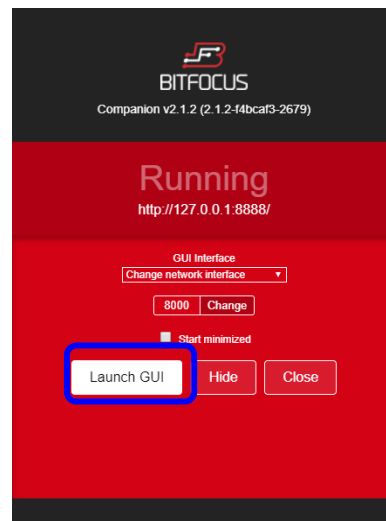 BITFOCUS
Companion v2.1.2 (2.1.2-f4bcaf3-2679)
Running
http://127.0.0.1:8888/
GUI Interface
Change network interface
8000 Change
Start minimized
Launch GUI Hide Close